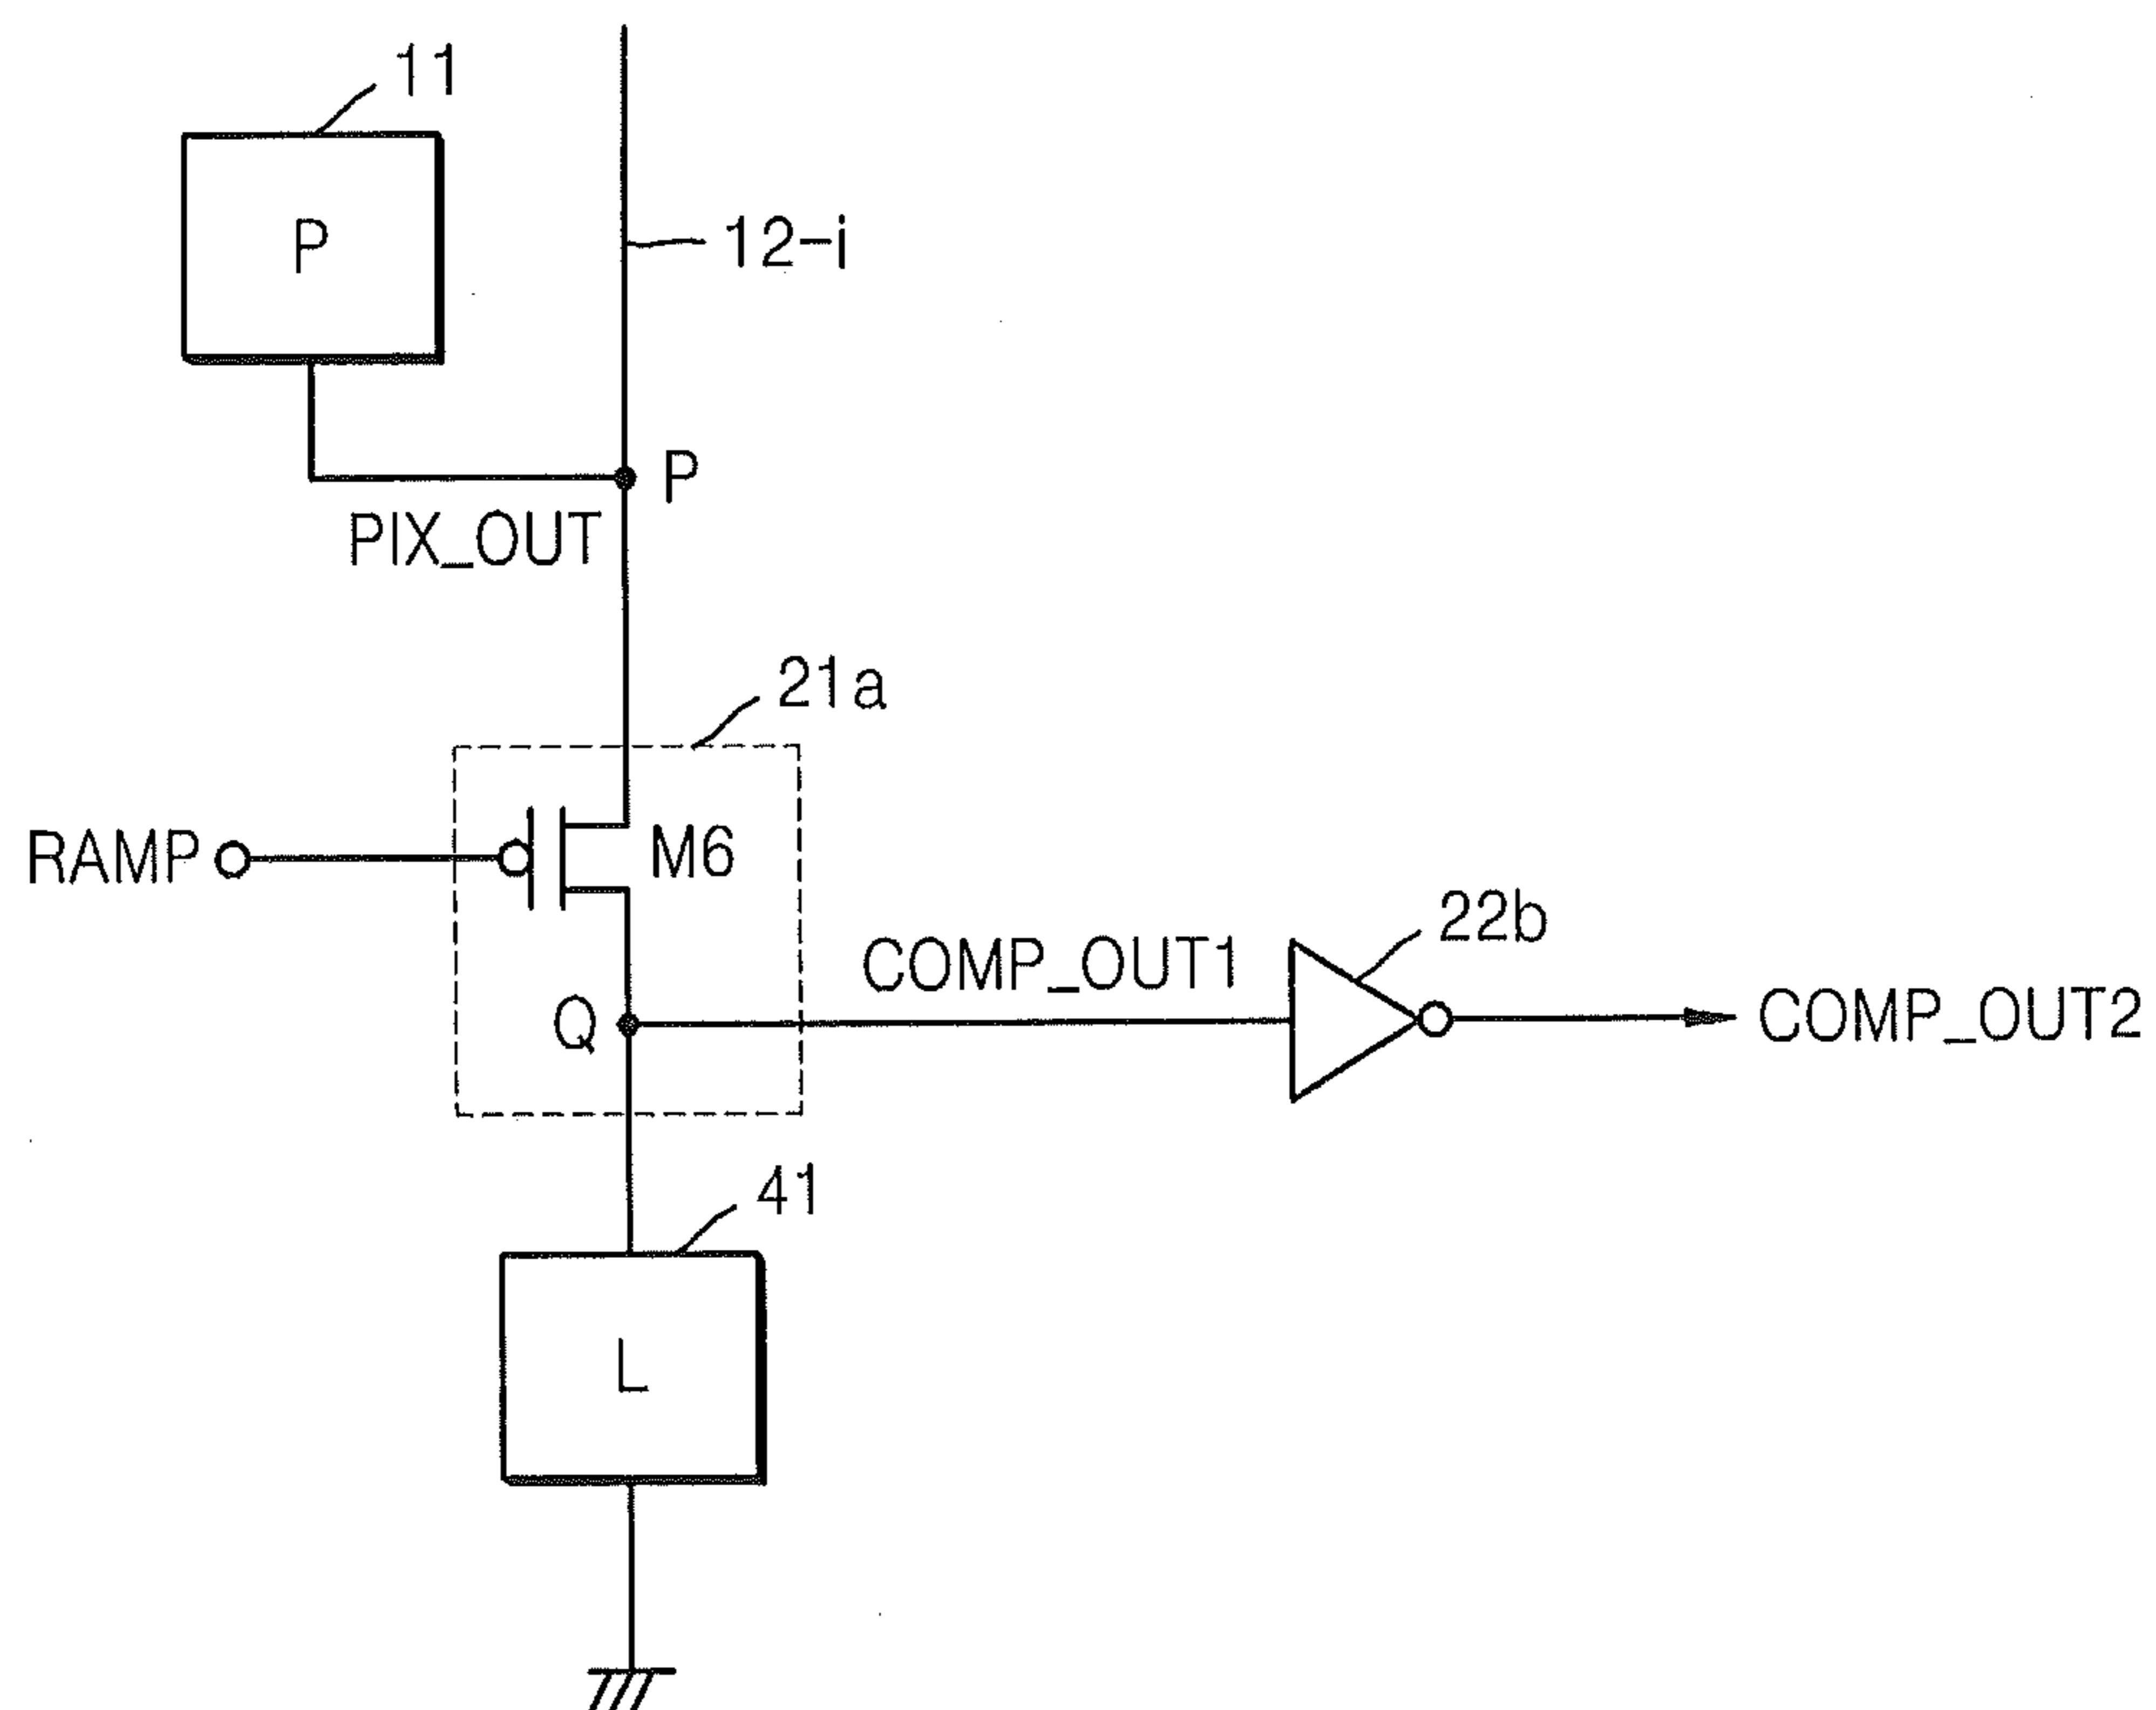 11
P
12-i
P
PIX_OUT
21a
RAMP
M6
22b
COMP_OUT1
Q
COMP_OUT2
41
L